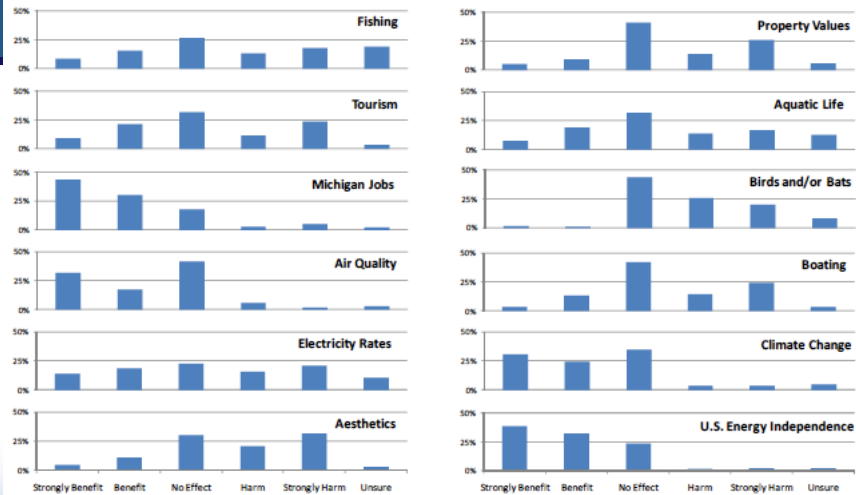 Fishing
50%
25%
0%
Tourism
50%
25%
0%
Michigan Jobs
50%
25%
0%
Air Quality
50%
25%
0%
Electricity Rates
50%
25%
0%
Aesthetics
50%
25%
0%
Strongly Benefit Benefit No Effect Harm Strongly Harm Unsure
Property Values
50%
25%
0%
Aquatic Life
50%
25%
0%
Birds and/or Bats
50%
25%
0%
Boating
50%
25%
0%
Climate Change
50%
25%
0%
U.S. Energy Independence
50%
25%
0%
Strongly Benefit Benefit No Effect Harm Strongly Harm Unsure